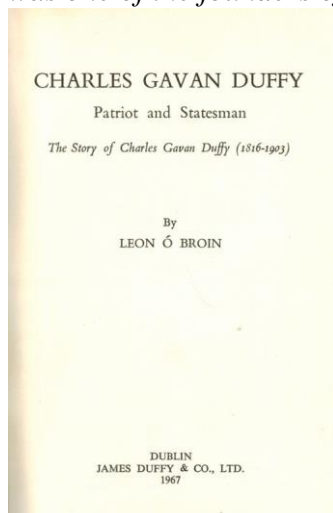 CHARLES GAVAN DUFFY
Patriot and Statesman
The Story of Charles Gavan Duffy (1816-1903)
By
LEON Ó BROIN
DUBLIN
JAMES DUFFY & CO., LTD.
1967